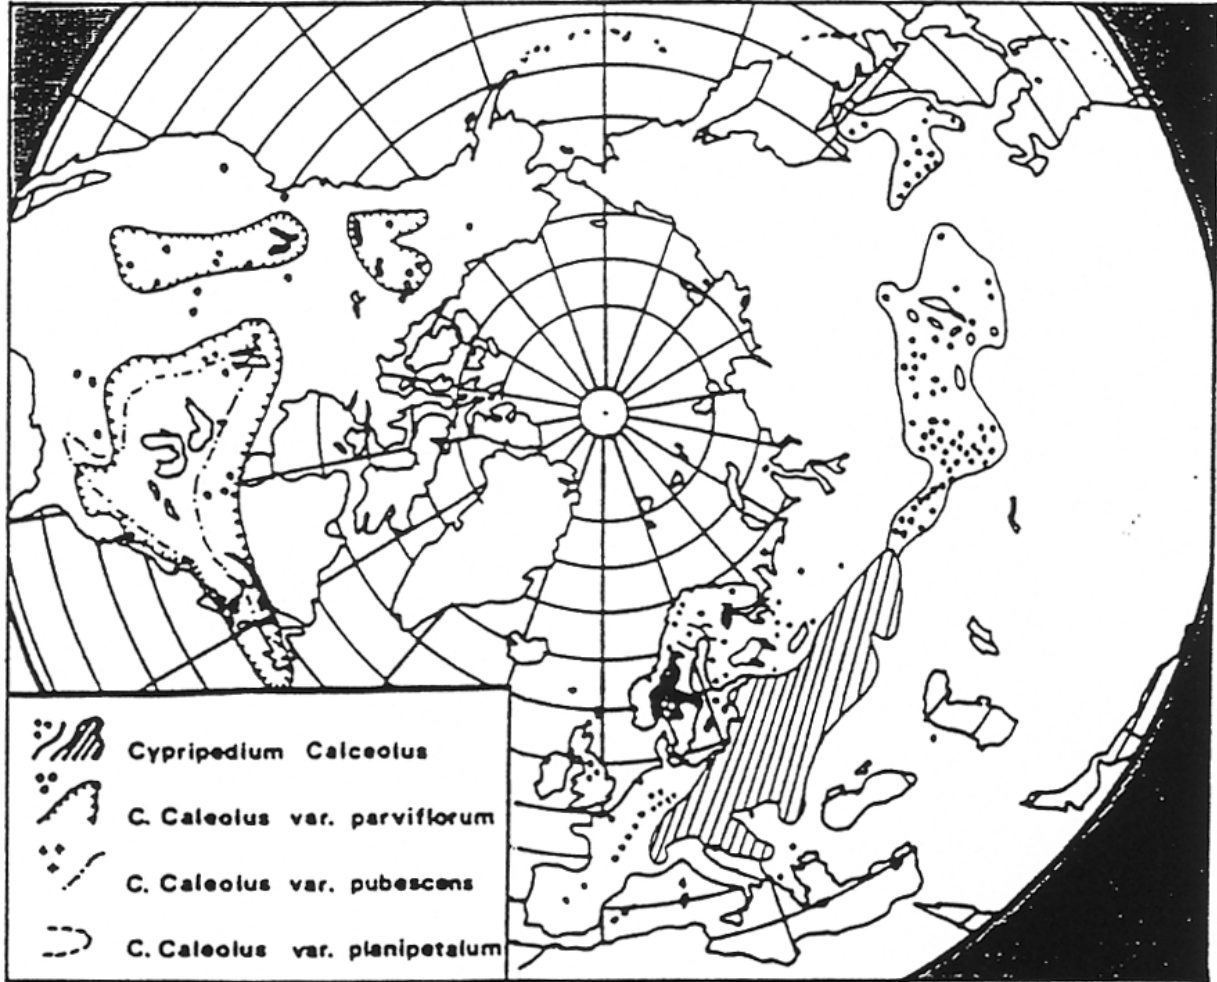 Cypripedium Calceolus
C. Caleolus var. parviflorum
C. Caleolus var. pubescens
C. Caleolus var. planipetalum